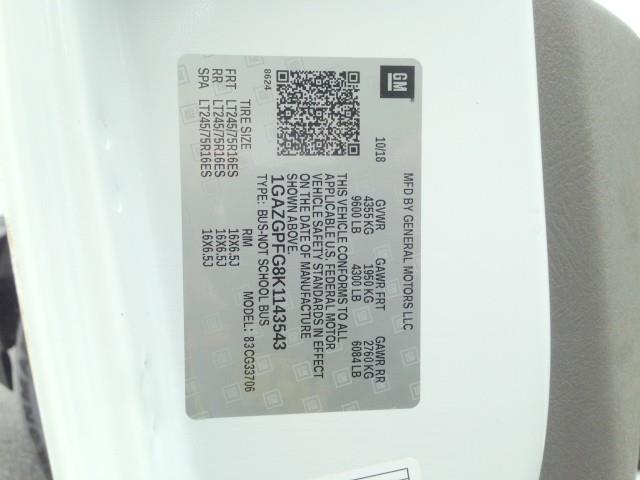 GM
MFD BY GENERAL MOTORS LLC
10/18
GVWR GAWR FRT GAWR RR
4355 KG 1950 KG 2760 KG
9600 LB 4300 LB 6084 LB
THIS VEHICLE CONFORMS TO ALL
APPLICABLE U.S. FEDERAL MOTOR
VEHICLE SAFETY STANDARDS IN EFFECT
ON THE DATE OF MANUFACTURE
SHOWN ABOVE.
1GAZGPFG8K1143543
TYPE: BUS-NOT SCHOOL BUS
8624
MODEL: 83CG33706
TIRE SIZE RIM
FRT LT245/75R16ES 16X6.5J
RR LT245/75R16ES 16X6.5J
SPA LT245/75R16ES 16X6.5J